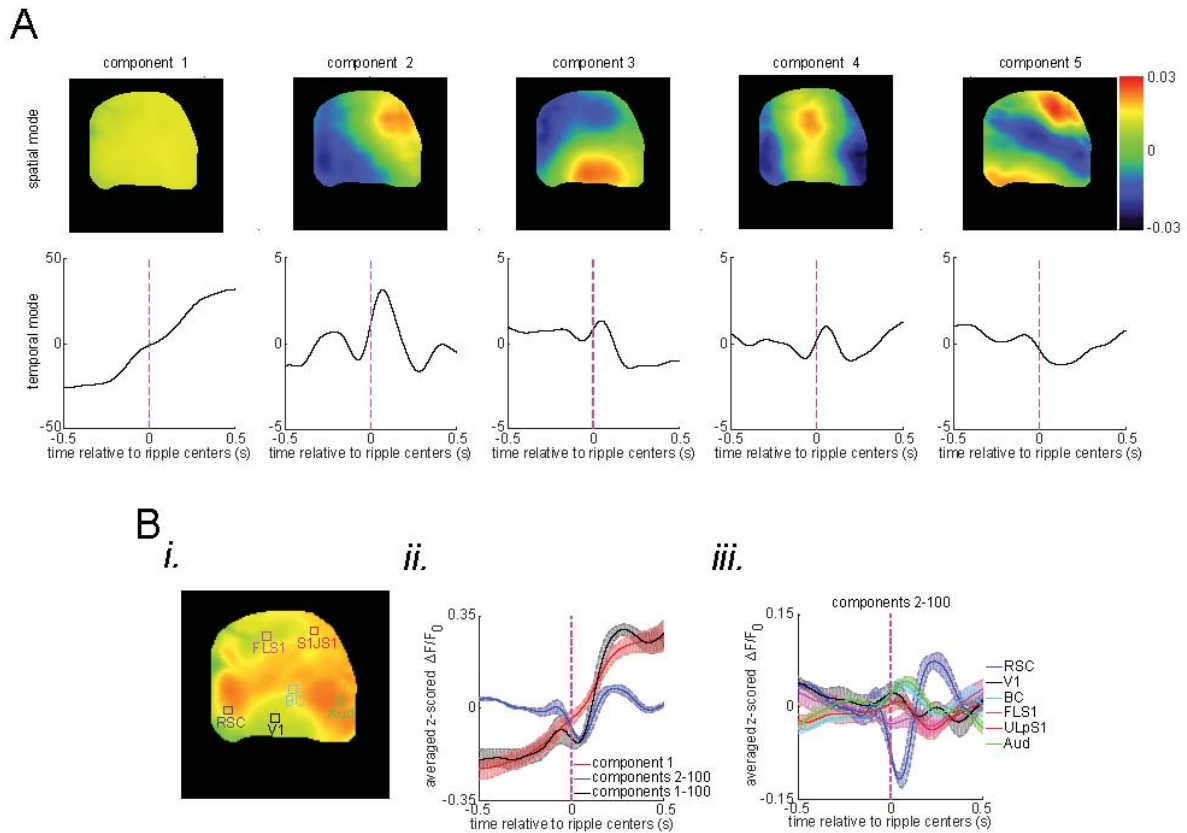 A
component 1
component 2
component 3
component 4
component 5
spatial mode
0.03
0
-0.03
temporal mode
50
0
-50
5
0
5
5
0
5
5
0
5
5
0
5
-0.5 0 0.5
-0.5 0 0.5
-0.5 0 0.5
-0.5 0 0.5
-0.5 0 0.5
time relative to ripple centers (s)
time relative to ripple centers (s)
time relative to ripple centers (s)
time relative to ripple centers (s)
time relative to ripple centers (s)
B
i.
FLS1
S1JS1
BC
Aud
RSC
V1
ii.
averaged z-scored ΔF/F0
0.35
0
-0.35
component 1
components 2-100
components 1-100
-0.5 0 0.5
time relative to ripple centers (s)
iii.
components 2-100
averaged z-scored ΔF/F0
0.15
0
-0.15
RSC
V1
BC
FLS1
ULpS1
Aud
-0.5 0 0.5
time relative to ripple centers (s)